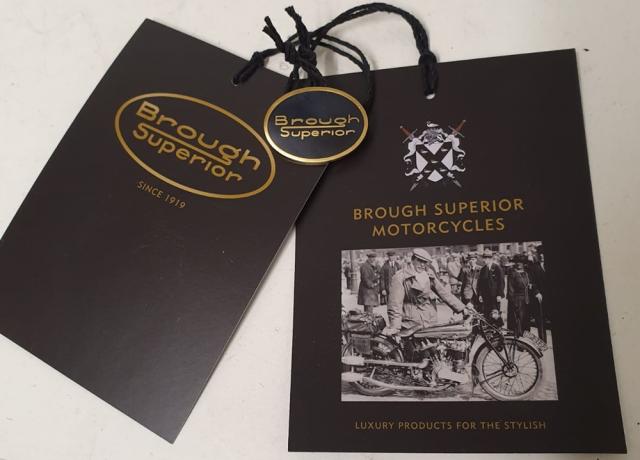 Brough
Superior
SINCE 1919
Brough
Superior
BROUGH SUPERIOR
MOTORCYCLES
LUXURY PRODUCTS FOR THE STYLISH